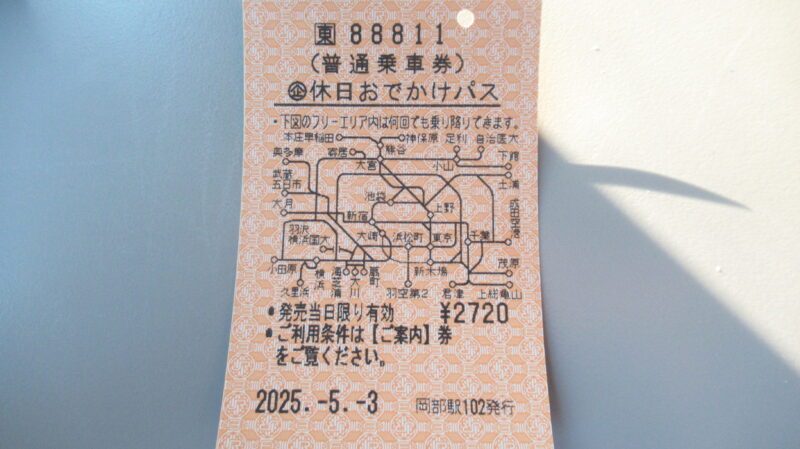 東 88811
(普通乗車券)
企 休日おでかけパス
・下図のフリーエリア内は何回でも乗り降りできます。
本庄早稲田 神保原 足利 自治医大
奥多摩 寄居 熊谷 下館
大宮 小山
武蔵五日市 土浦
池袋 成田空港
大月 上野
新宿
羽沢横浜国大 大崎 浜松町 東京 千葉
小田原 横浜 新木場 茂原
海芝浦 大川 扇町
久里浜 羽空第2 君津 上総亀山
・発売当日限り有効 ¥2720
・ご利用条件は【ご案内】券
をご覧ください。
2025.-5.-3 岡部駅102発行